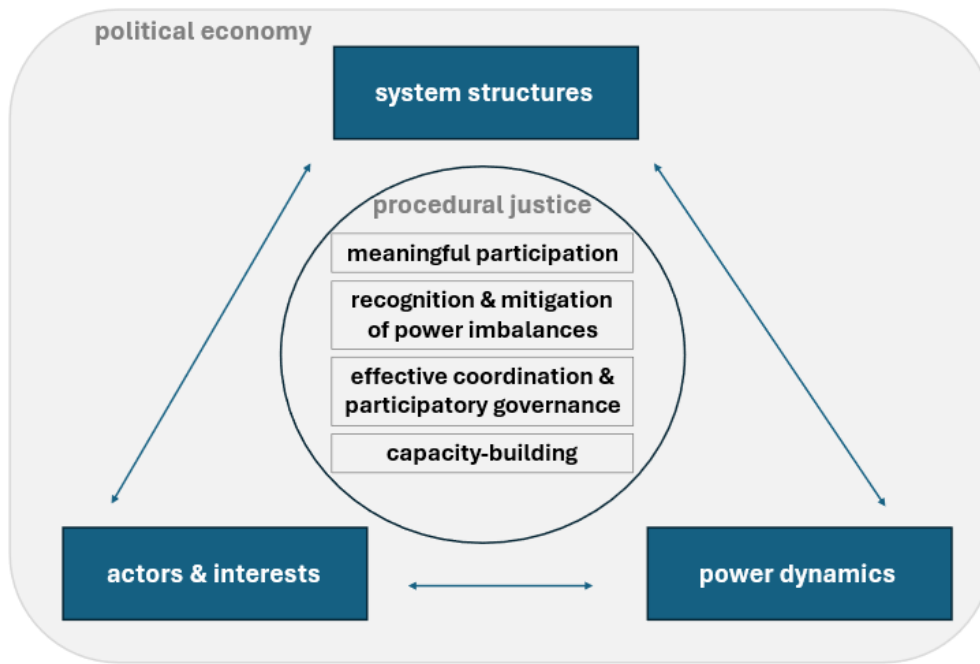 political economy
system structures
procedural justice
meaningful participation
recognition & mitigation
of power imbalances
effective coordination &
participatory governance
capacity-building
actors & interests
power dynamics